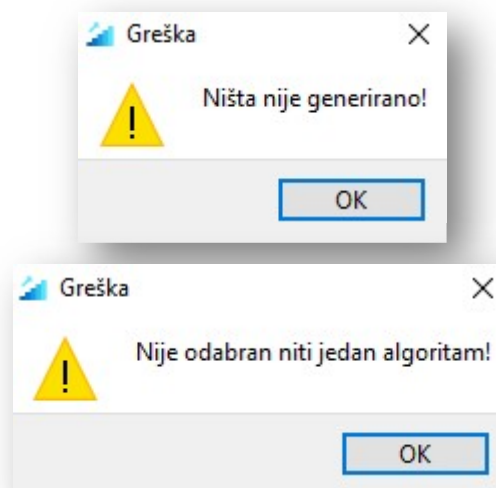 Greška
Ništa nije generirano!
OK
Greška
Nije odabran niti jedan algoritam!
OK